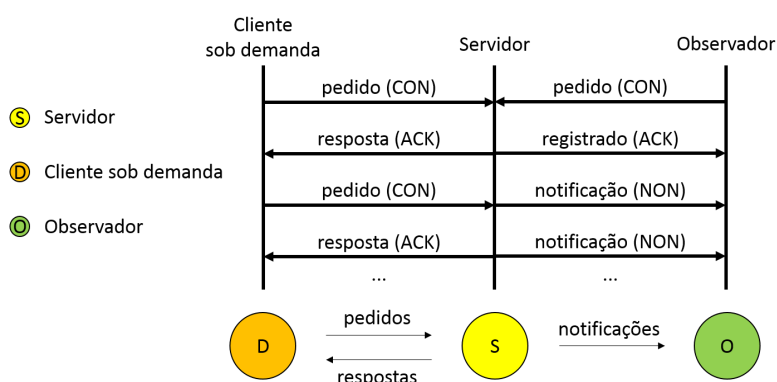 Cliente
sob demanda
Servidor
Observador
pedido (CON)
pedido (CON)
S Servidor
resposta (ACK)
registrado (ACK)
D Cliente sob demanda
pedido (CON)
notificação (NON)
O Observador
resposta (ACK)
notificação (NON)
...
...
pedidos
notificações
D
S
O
respostas